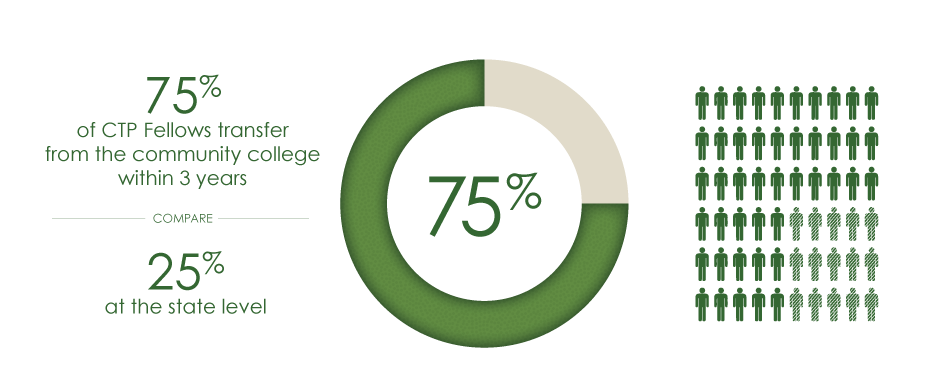 75%
of CTP Fellows transfer
from the community college
within 3 years
COMPARE
25%
at the state level
75%